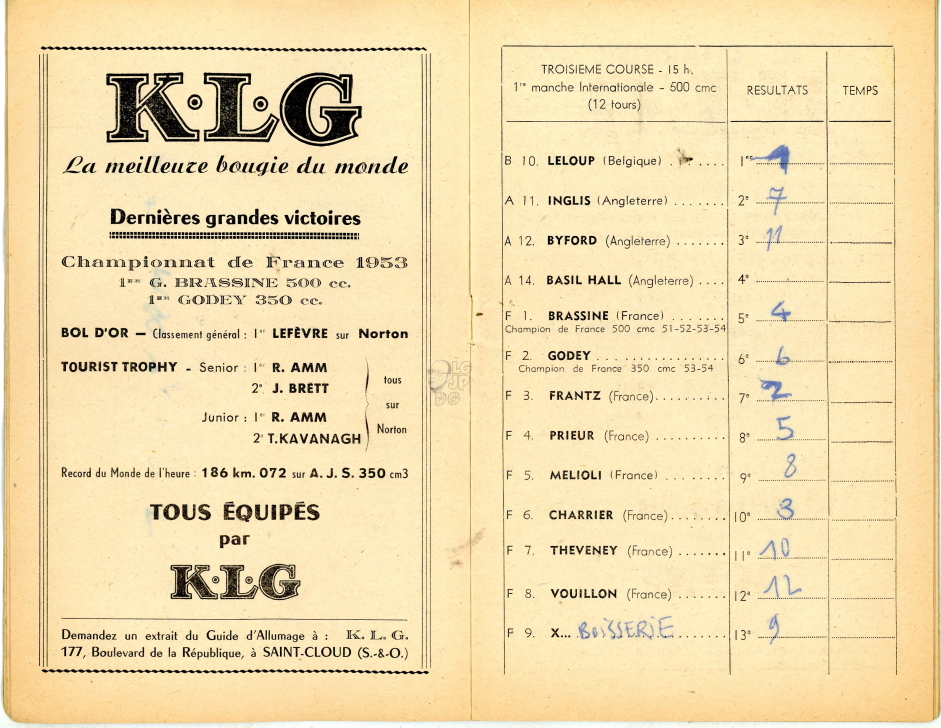 K·L·G
La meilleure bougie du monde
Dernières grandes victoires
Championnat de France 1953
1er G. BRASSINE 500 cc.
1er GODEY 350 cc.
BOL D'OR — Classement général : 1er LEFÈVRE sur Norton
TOURIST TROPHY - Senior : 1er R. AMM
2e J. BRETT
Junior : 1er R. AMM
2e T. KAVANAGH
tous
sur
Norton
Record du Monde de l'heure : 186 km. 072 sur A. J. S. 350 cm3
TOUS ÉQUIPÉS
par
K·L·G
Demandez un extrait du Guide d'Allumage à : K. L. G.
177, Boulevard de la République, à SAINT-CLOUD (S.-&-O.)
TROISIEME COURSE - 15 h.
1re manche Internationale - 500 cmc
(12 tours)
RESULTATS
TEMPS
B 10. LELOUP (Belgique) ....... 1er 1
A 11. INGLIS (Angleterre) ....... 2e 7
A 12. BYFORD (Angleterre) ....... 3e 11
A 14. BASIL HALL (Angleterre) 4e
F 1. BRASSINE (France) ......... 5e 4
Champion de France 500 cmc 51-52-53-54
F 2. GODEY ................... 6e 6
Champion de France 350 cmc 53-54
F 3. FRANTZ (France) .......... 7e 2
F 4. PRIEUR (France) .......... 8e 5
F 5. MELIOLI (France) ......... 9e 8
F 6. CHARRIER (France) ........ 10e 3
F 7. THEVENEY (France) ....... 11e 10
F 8. VOUILLON (France) ....... 12e 12
F 9. X... BOISSERIE 13e 9